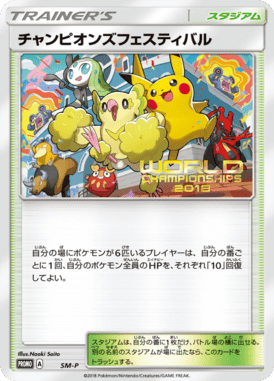 TRAINER'S スタジアム
チャンピオンズフェスティバル
WORLD
CHAMPIONSHIPS
2018
自分の場にポケモンが6匹いるプレイヤーは、自分の番ご
とに1回、自分のポケモン全員のHPを、それぞれ「10」回復
してよい。
Illus.Naoki Saito
PROMO A SM-P
スタジアムは、自分の番に1枚だけ、バトル場の横に出せる。
別の名前のスタジアムが場に出たなら、このカードを
トラッシュする。
©2018 Pokémon/Nintendo/Creatures/GAME FREAK.